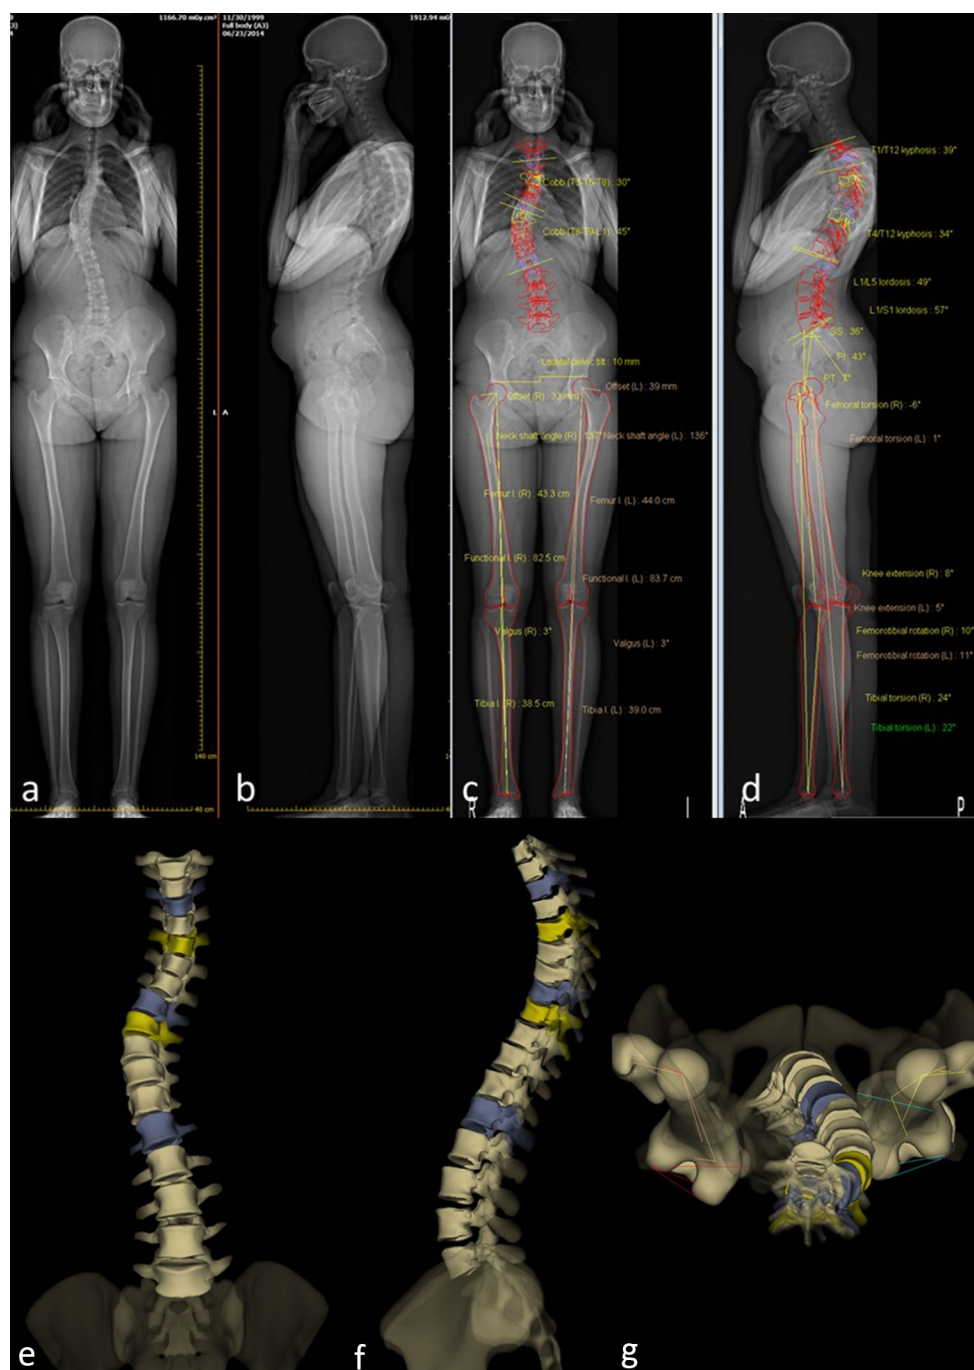 1166.70 mGy.cm²
11/30/1999
Full body (A3)
06/23/2014
1912.94
140 cm
40 cm
L
A
a
b
Cobb (T3-T5-T8) : 30°
Cobb (T8-T9-L1) : 45°
Lateral pelvic tilt : 10 mm
Offset (L) : 39 mm
Offset (R) : 33 mm
Neck shaft angle (R) : 137°
Neck shaft angle (L) : 136°
Femur l. (R) : 43.3 cm
Femur l. (L) : 44.0 cm
Functional l. (R) : 82.5 cm
Functional l. (L) : 83.7 cm
Valgus (R) : 3°
Valgus (L) : 3°
Tibia l. (R) : 38.5 cm
Tibia l. (L) : 39.0 cm
c
R
T1/T12 kyphosis : 39°
T4/T12 kyphosis : 34°
L1/L5 lordosis : 49°
L1/S1 lordosis : 57°
SS : 36°
PI : 43°
Femoral torsion (R) : -6°
Femoral torsion (L) : 1°
Knee extension (R) : 8°
Knee extension (L) : 5°
Femorotibial rotation (R) : 10°
Femorotibial rotation (L) : 11°
Tibial torsion (R) : 24°
Tibial torsion (L) : 22°
d
A
P
e
f
g